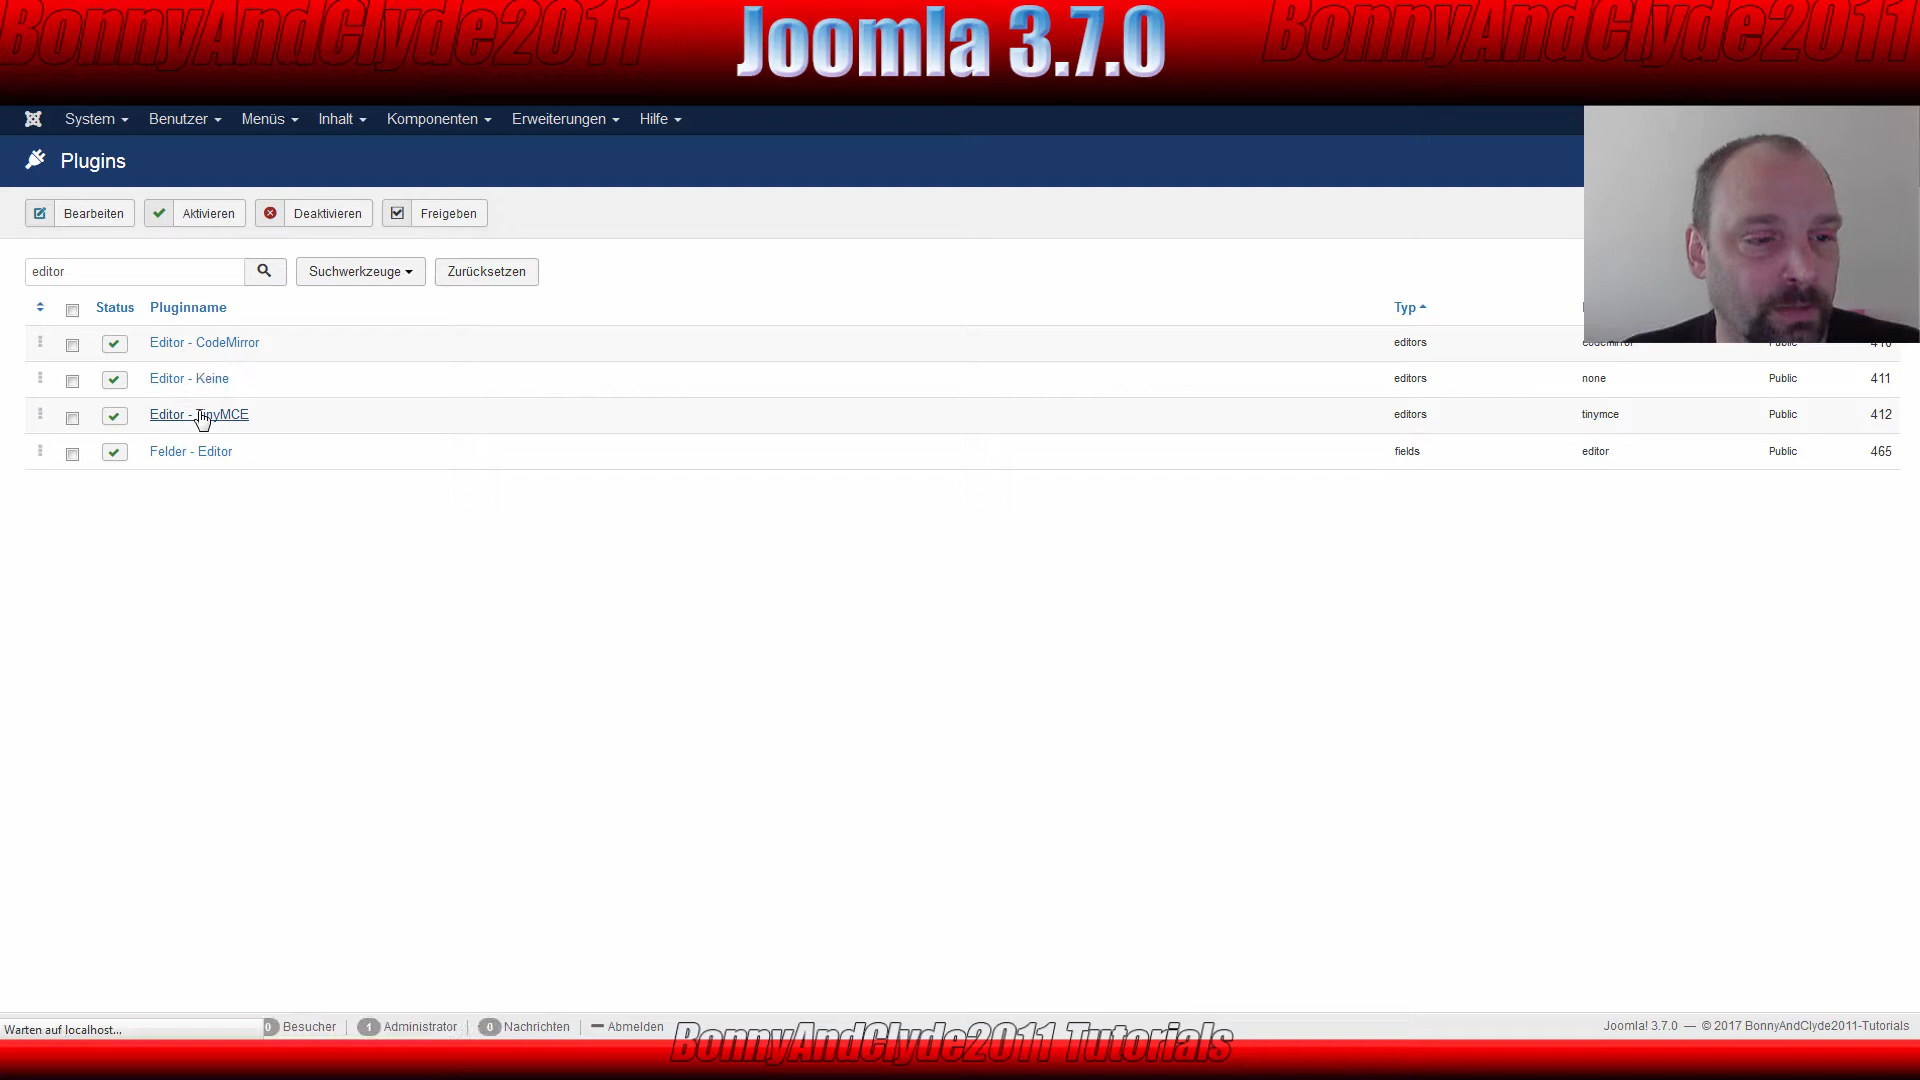 BonnyAndClyde2011 Joomla 3.7.0 BonnyAndClyde2011
System Benutzer Menüs Inhalt Komponenten Erweiterungen Hilfe
Plugins
Bearbeiten Aktivieren Deaktivieren Freigeben
editor Suchwerkzeuge Zurücksetzen
Status Pluginname Typ
Editor - CodeMirror editors codemirror Public 410
Editor - Keine editors none Public 411
Editor - TinyMCE editors tinymce Public 412
Felder - Editor fields editor Public 465
Warten auf localhost... 0 Besucher 1 Administrator 0 Nachrichten Abmelden Joomla! 3.7.0 — © 2017 BonnyAndClyde2011-Tutorials
BonnyAndClyde2011 Tutorials